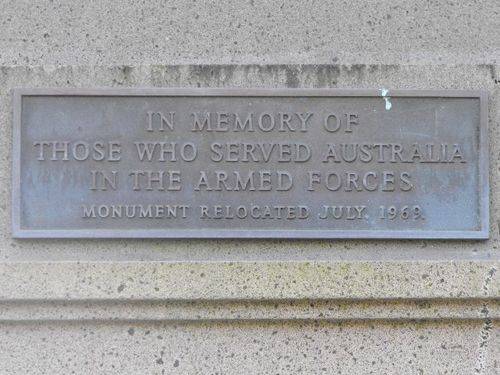 IN MEMORY OF
THOSE WHO SERVED AUSTRALIA
IN THE ARMED FORCES
MONUMENT RELOCATED JULY. 1969.